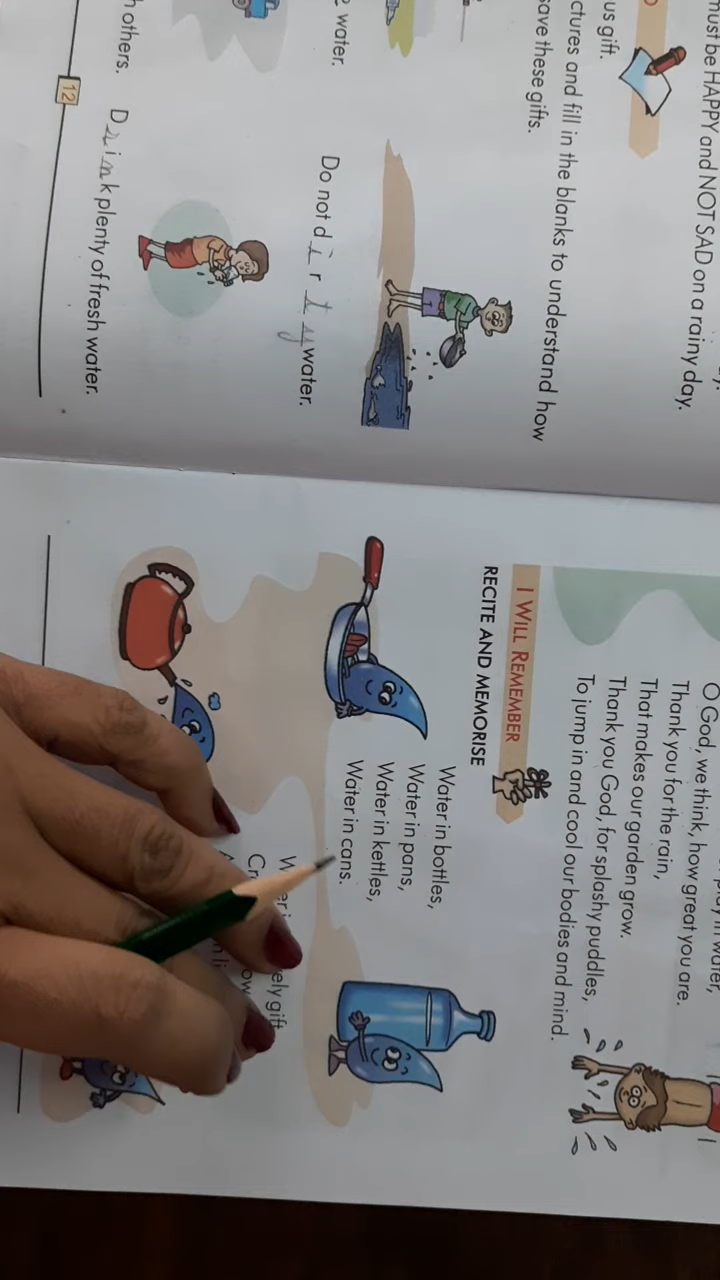 must be HAPPY and NOT SAD on a rainy day.
us gift.
ctures and fill in the blanks to understand how
save these gifts.
water.
Do not dirty water.
others.
Drink plenty of fresh water.
12
water,
O God, we think, how great you are.
Thank you for the rain,
That makes our garden grow.
Thank you God, for splashy puddles,
To jump in and cool our bodies and mind.
I WILL REMEMBER
RECITE AND MEMORISE
Water in bottles,
Water in pans,
Water in kettles,
Water in cans.
gift